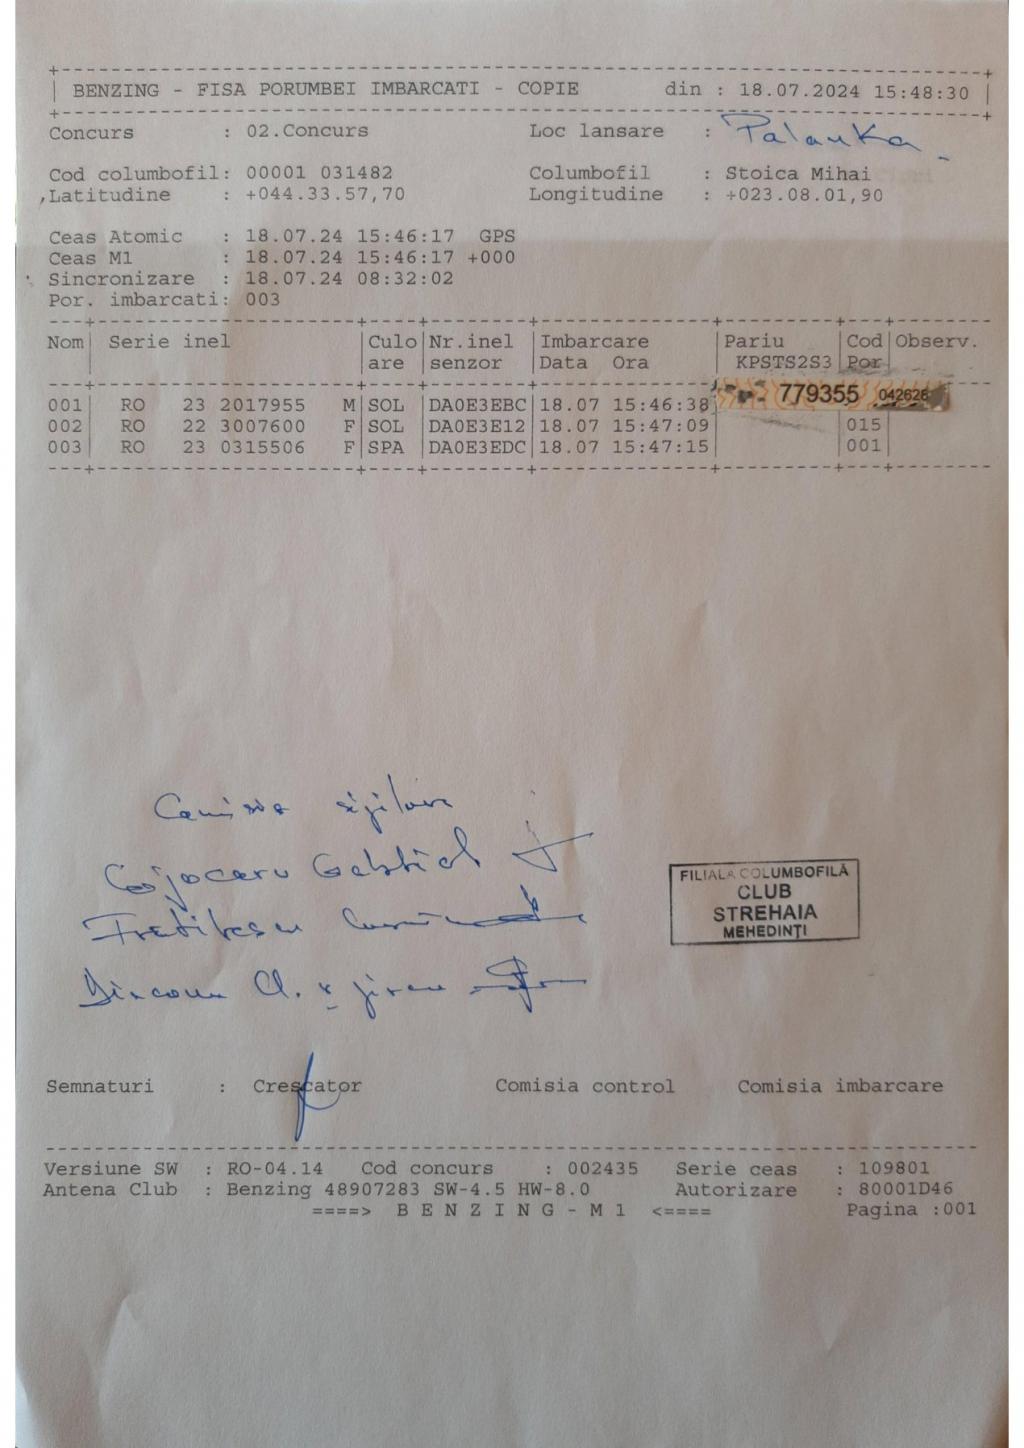 BENZING - FISA PORUMBEI IMBARCATI - COPIE din : 18.07.2024 15:48:30
Concurs : 02.Concurs Loc lansare : Palanka
Cod columbofil: 00001 031482 Columbofil : Stoica Mihai
Latitudine : +044.33.57,70 Longitudine : +023.08.01,90
Ceas Atomic : 18.07.24 15:46:17 GPS
Ceas M1 : 18.07.24 15:46:17 +000
Sincronizare : 18.07.24 08:32:02
Por. imbarcati: 003
Nom Serie inel Culo Nr.inel Imbarcare Pariu Cod Observ.
are senzor Data Ora KPSTS2S3 Por
779355 042626
001 RO 23 2017955 M SOL DA0E3EBC 18.07 15:46:38
002 RO 22 3007600 F SOL DA0E3E12 18.07 15:47:09 015
003 RO 23 0315506 F SPA DA0E3EDC 18.07 15:47:15 001
Comisia sigilare
Cojocaru Gabriel
FILIALA COLUMBOFILĂ
CLUB
STREHAIA
MEHEDINȚI
Semnaturi : Crescator Comisia control Comisia imbarcare
Versiune SW : RO-04.14 Cod concurs : 002435 Serie ceas : 109801
Antena Club : Benzing 48907283 SW-4.5 HW-8.0 Autorizare : 80001D46
====> B E N Z I N G - M 1 <==== Pagina :001